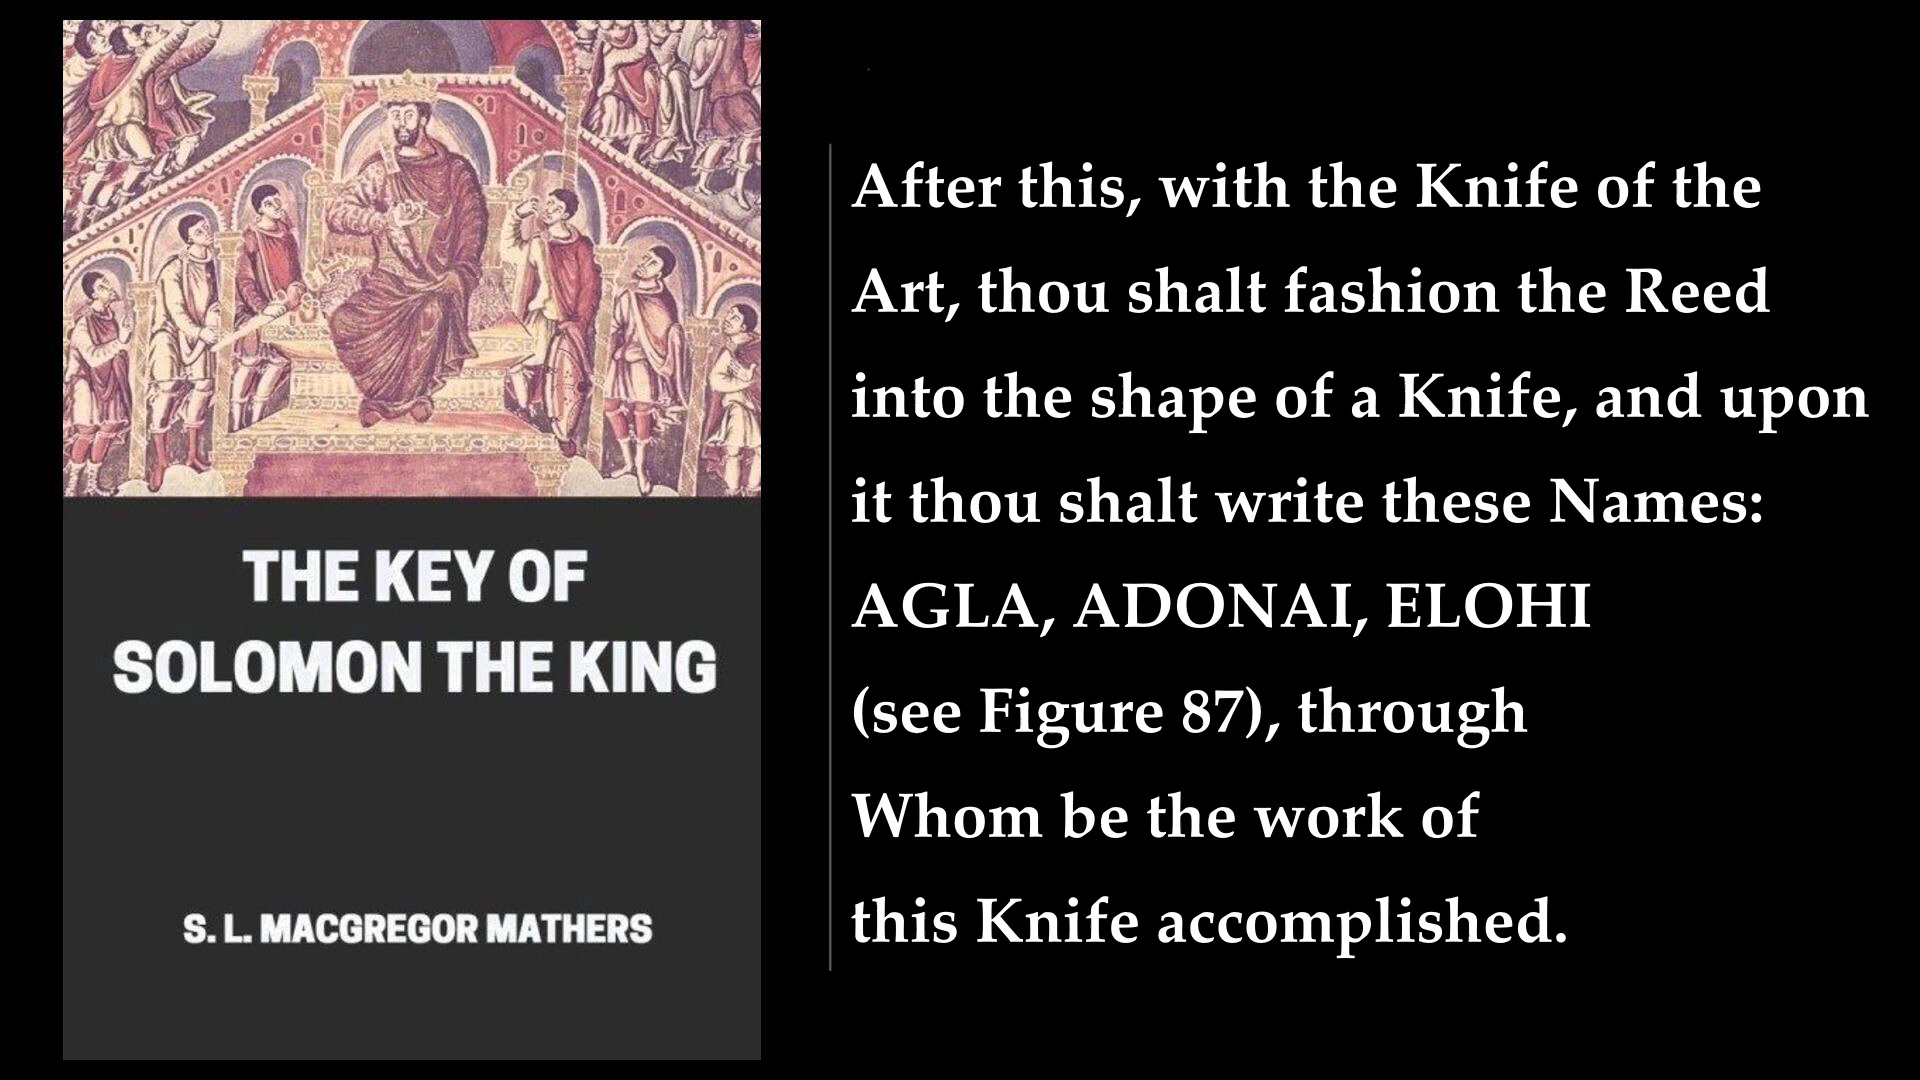 THE KEY OF
SOLOMON THE KING
S. L. MACGREGOR MATHERS
After this, with the Knife of the
Art, thou shalt fashion the Reed
into the shape of a Knife, and upon
it thou shalt write these Names:
AGLA, ADONAI, ELOHI
(see Figure 87), through
Whom be the work of
this Knife accomplished.